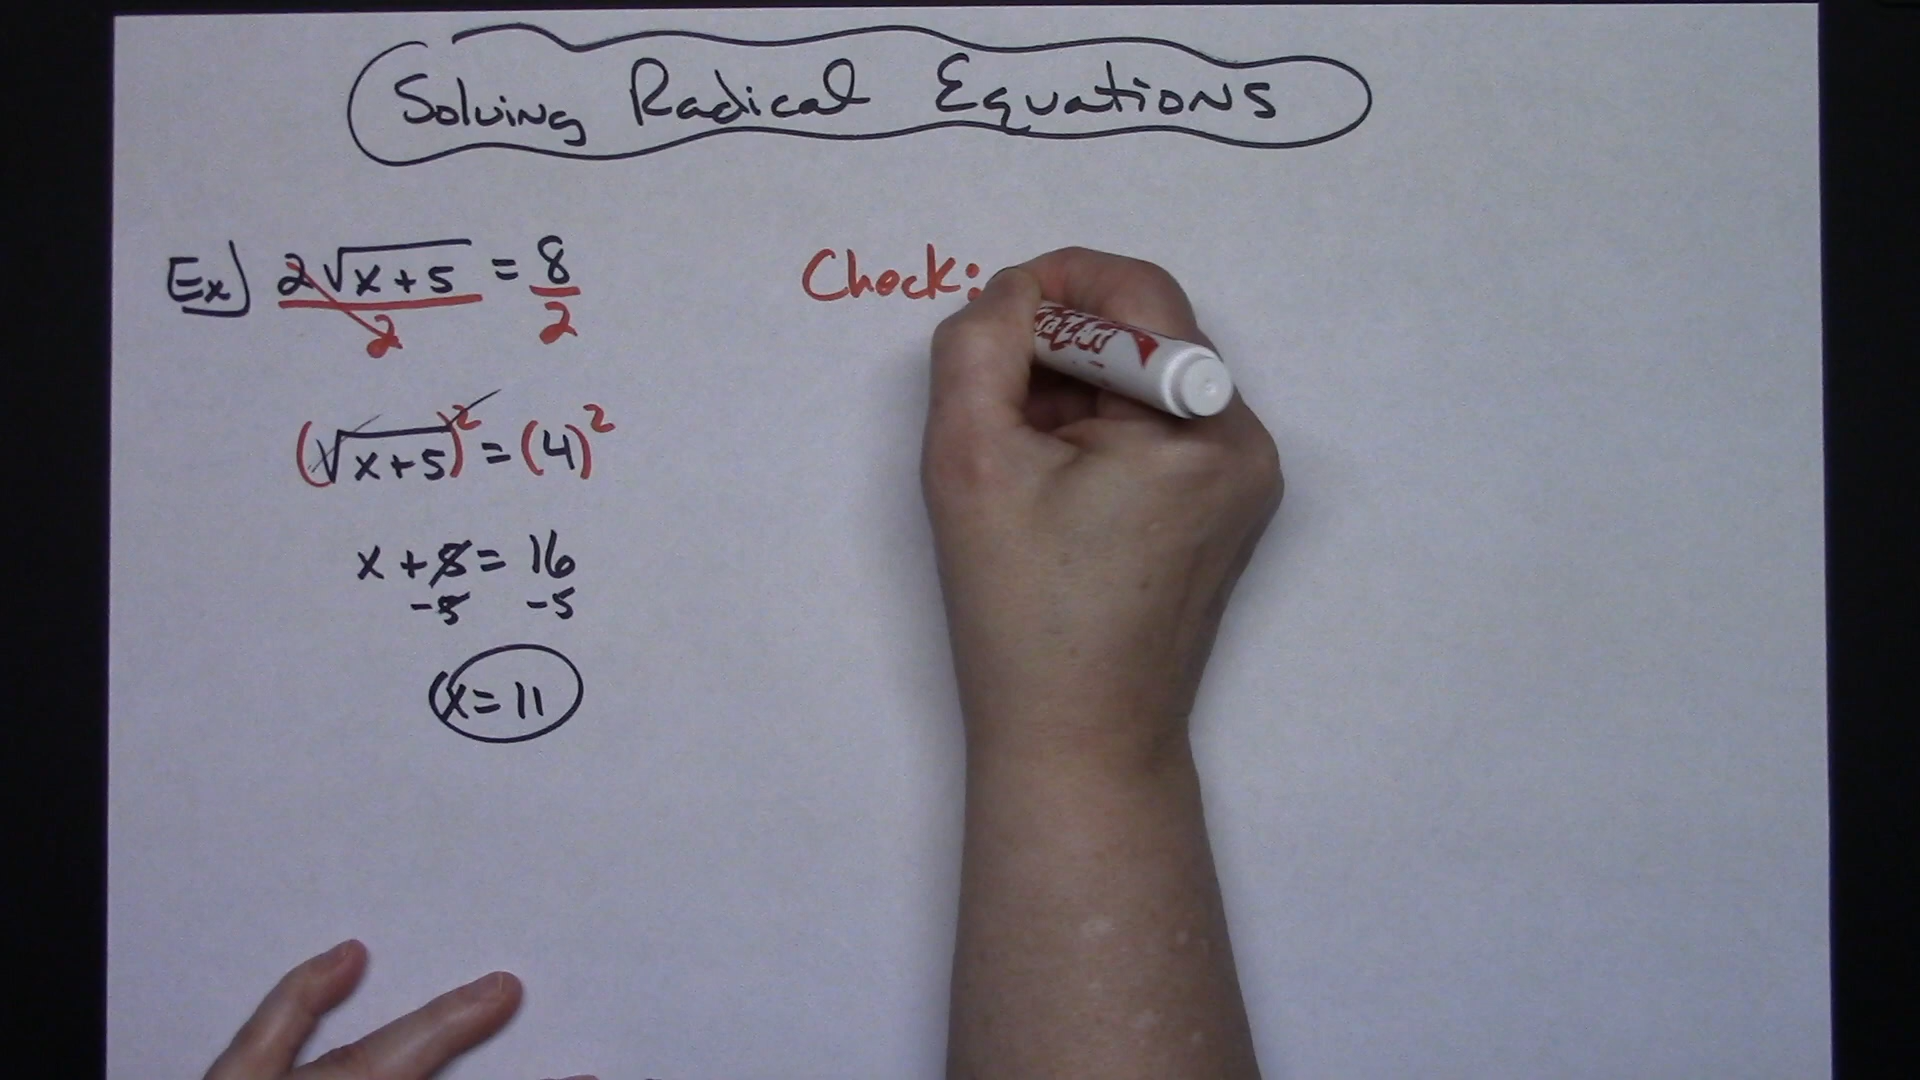 Solving Radical Equations
Ex) 2√x+5 = 8
2 2
(√x+5)² = (4)²
x + 5 = 16
-5 -5
x = 11
Check: